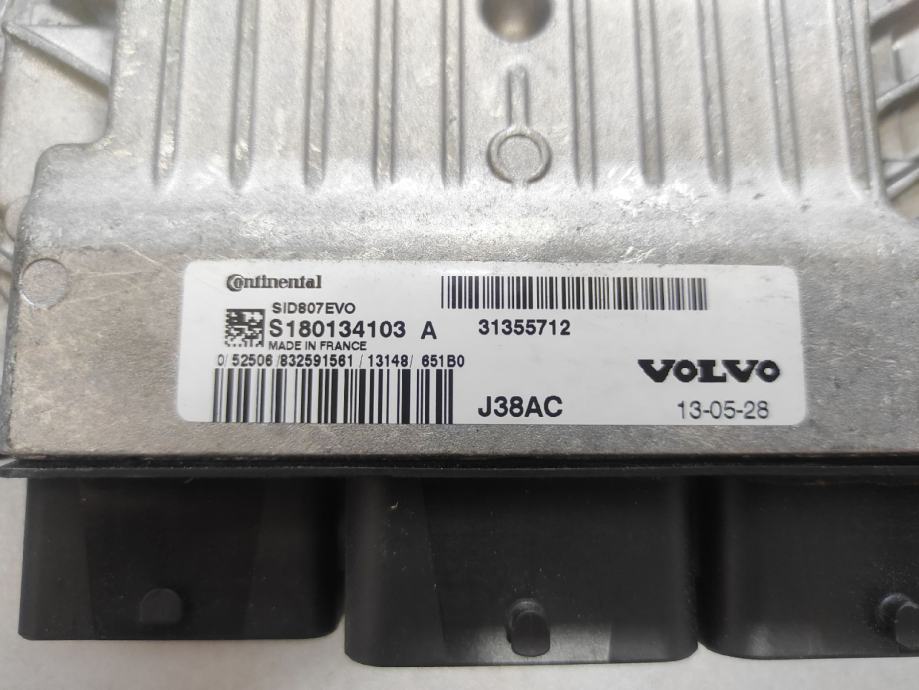 Continental
SID807EVO
S180134103 A
MADE IN FRANCE
0/ 52506 /832591561 / 13148/ 651B0
31355712
VOLVO
J38AC
13-05-28